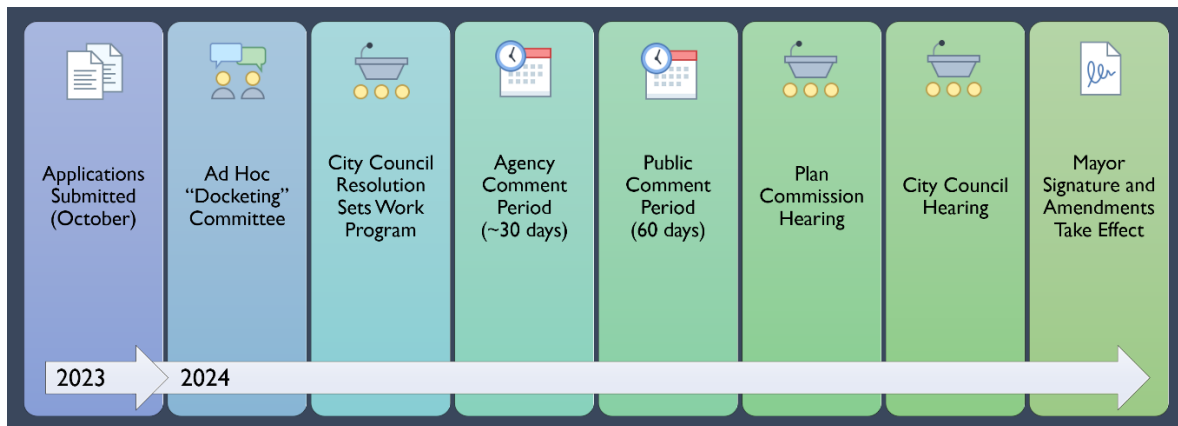 Applications
Submitted
(October)
Ad Hoc
“Docketing”
Committee
City Council
Resolution
Sets Work
Program
Agency
Comment
Period
(~30 days)
Public
Comment
Period
(60 days)
Plan
Commission
Hearing
City Council
Hearing
Mayor
Signature and
Amendments
Take Effect
2023
2024